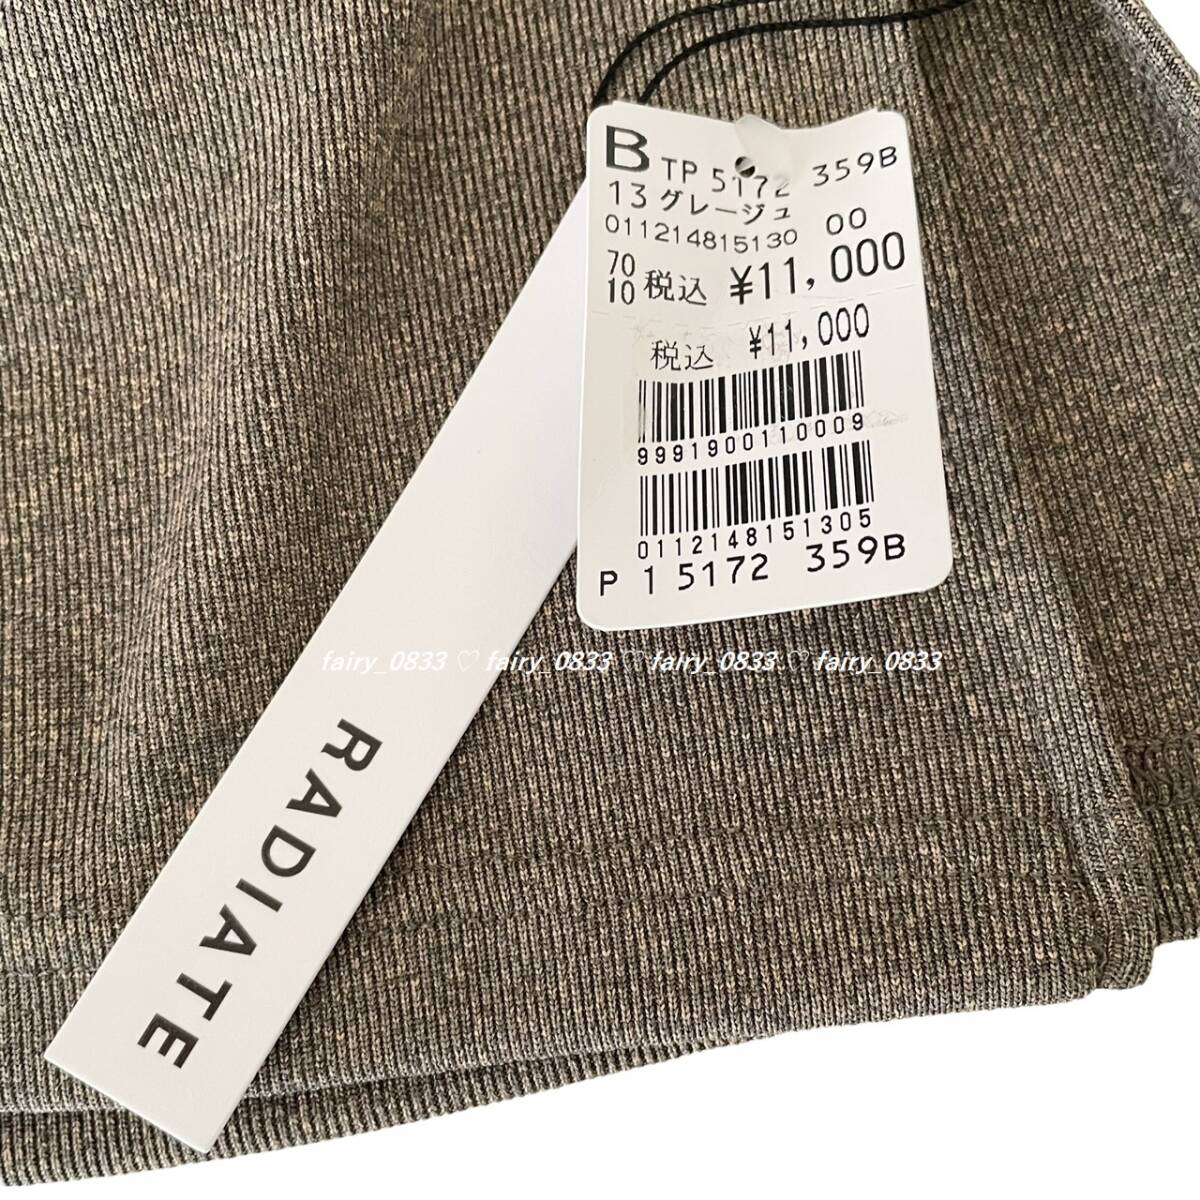 B TP 5172 359B
13 グレージュ
011214815130 00
70
10 税込 ¥11,000
税込 ¥11,000
9991900110009
0112148151305
P 1 5172 359B
fairy_0833 ♡ fairy_0833 ♡ fairy_0833 ♡ fairy_0833
RADIATE